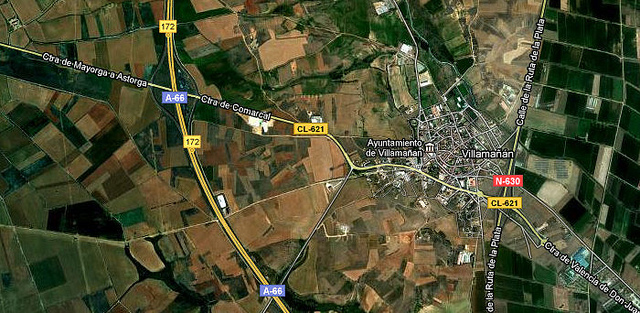 172
Ctra de Mayorga a Astorga
A-66
Ctra de Comarcal
CL-621
172
Ayuntamiento
de Villamañán
Villamañán
Calle de la Ruta de la Plata
N-630
CL-621
de la Ruta de la Plata
Ctra de Valencia de Don Jua
A-66